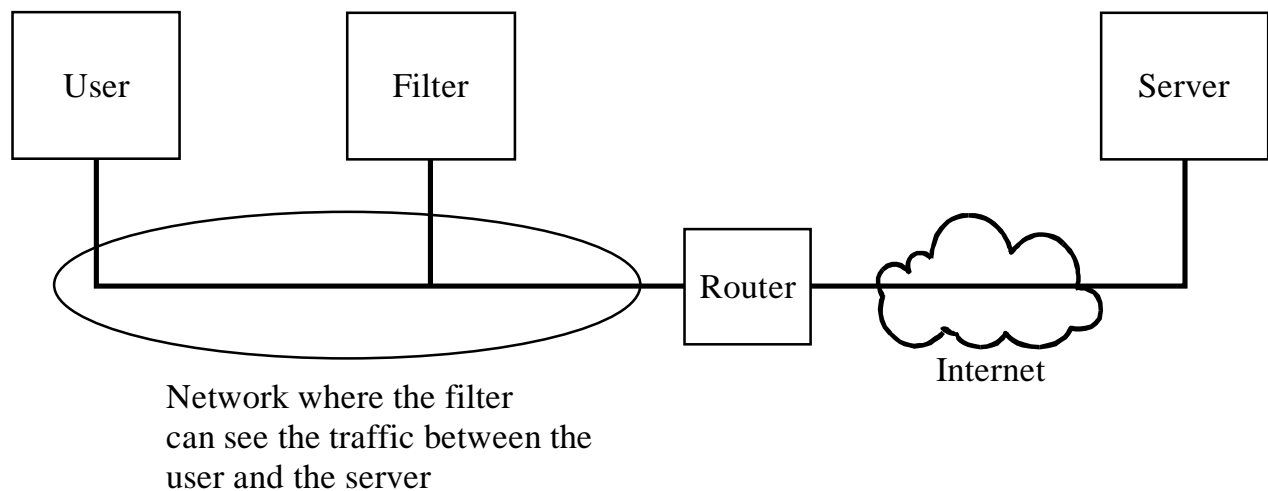 User
Filter
Server
Router
Internet
Network where the filter
can see the traffic between the
user and the server